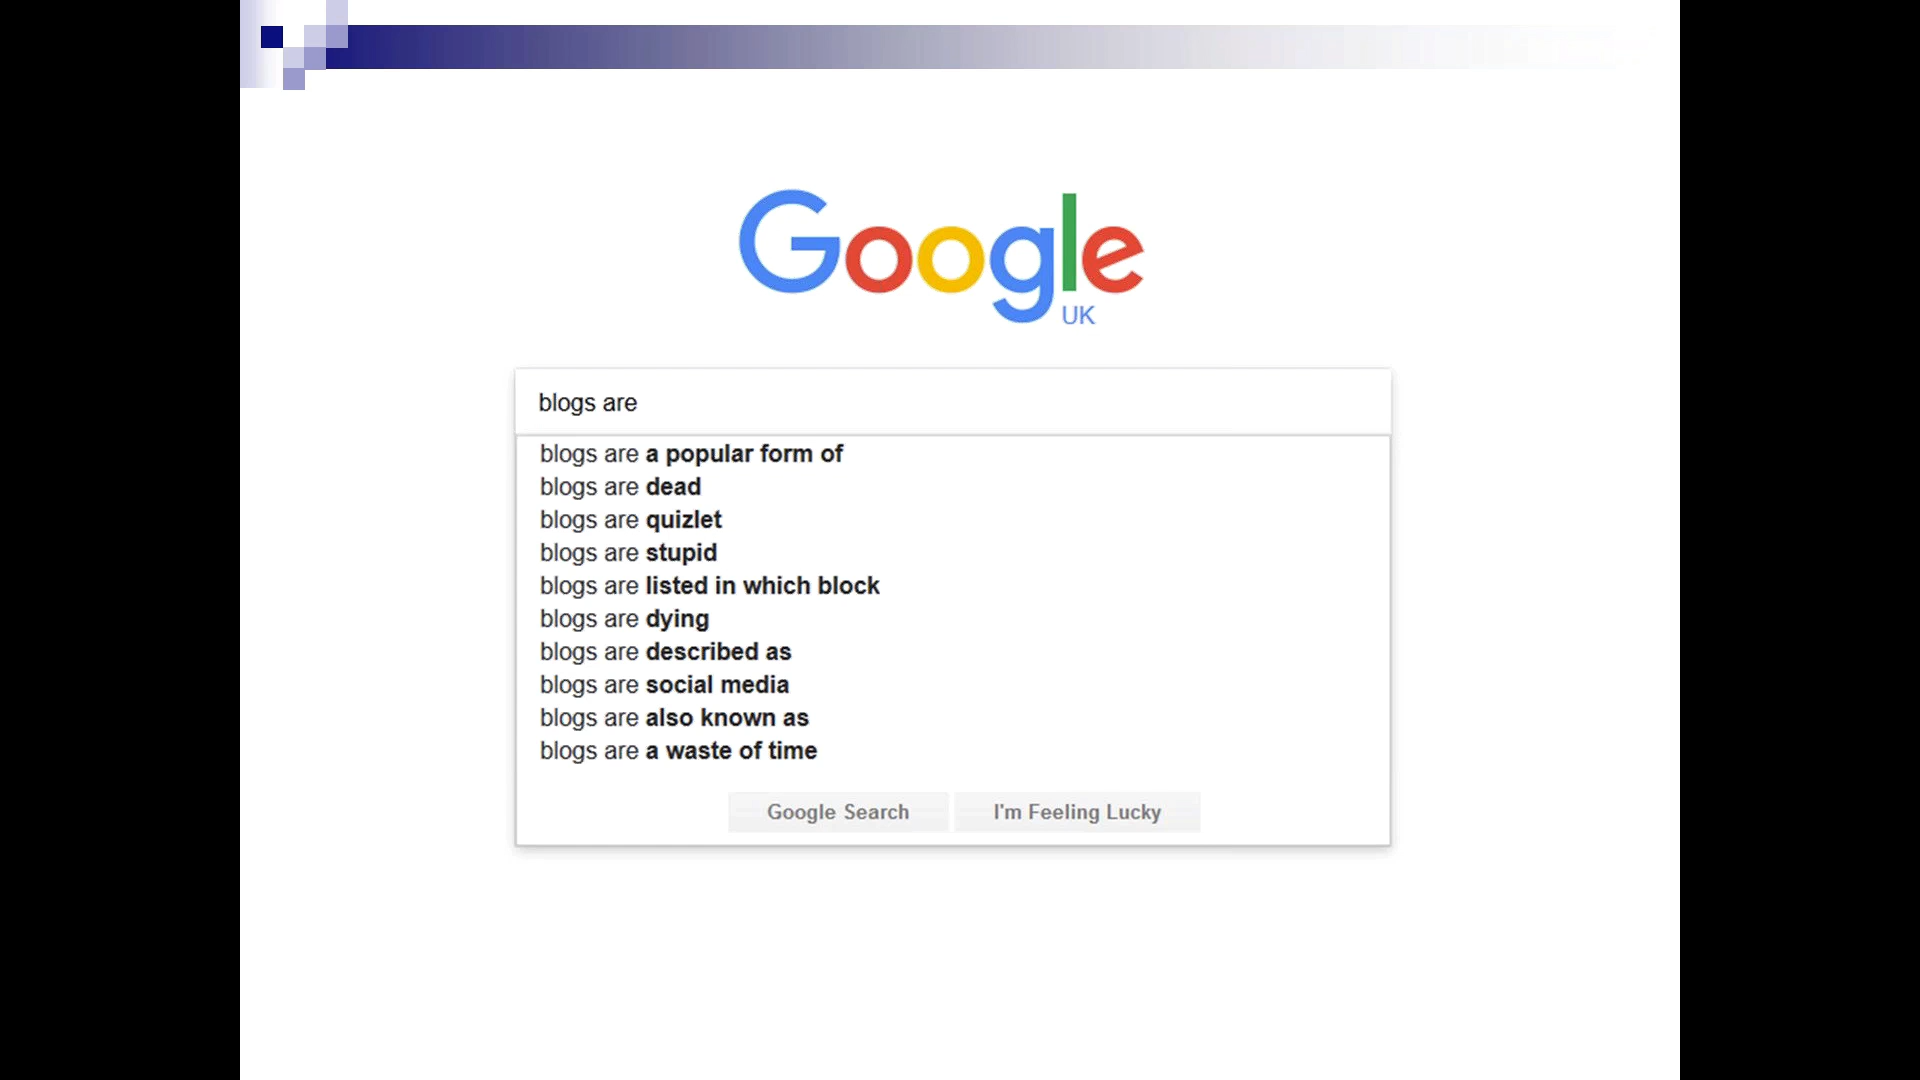 Google
UK
blogs are
blogs are a popular form of
blogs are dead
blogs are quizlet
blogs are stupid
blogs are listed in which block
blogs are dying
blogs are described as
blogs are social media
blogs are also known as
blogs are a waste of time
Google Search I'm Feeling Lucky